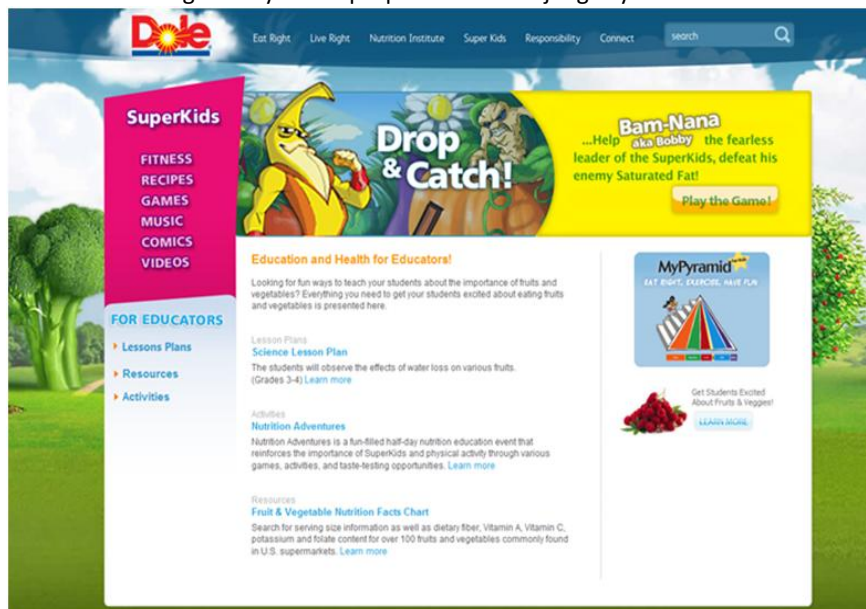 Dole
Eat Right
Live Right
Nutrition Institute
Super Kids
Responsibility
Connect
search
SuperKids
FITNESS
RECIPES
GAMES
MUSIC
COMICS
VIDEOS
FOR EDUCATORS
Lessons Plans
Resources
Activities
Drop
& Catch!
Bam-Nana
...Help aka Bobby the fearless
leader of the SuperKids, defeat his
enemy Saturated Fat!
Play the Game!
Education and Health for Educators!
Looking for fun ways to teach your students about the importance of fruits and
vegetables? Everything you need to get your students excited about eating fruits
and vegetables is presented here.
Lesson Plans
Science Lesson Plan
The students will observe the effects of water loss on various fruits.
(Grades 3-4) Learn more
Activities
Nutrition Adventures
Nutrition Adventures is a fun-filled half-day nutrition education event that
reinforces the importance of SuperKids and physical activity through various
games, activities, and taste-testing opportunities. Learn more
Resources
Fruit & Vegetable Nutrition Facts Chart
Search for serving size information as well as dietary fiber, Vitamin A, Vitamin C,
potassium and folate content for over 100 fruits and vegetables commonly found
in U.S. supermarkets. Learn more
MyPyramid
EAT RIGHT. EXERCISE. HAVE FUN
Get Students Excited
About Fruits & Veggies!
LEARN MORE